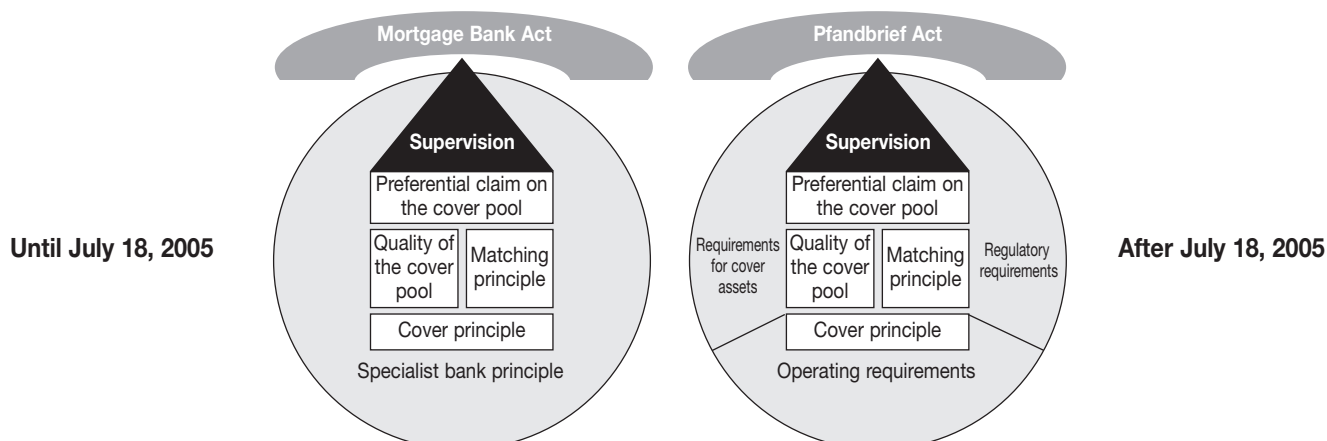 Mortgage Bank Act
Supervision
Preferential claim on
the cover pool
Quality of
the cover
pool
Matching
principle
Cover principle
Specialist bank principle
Until July 18, 2005
Pfandbrief Act
Supervision
Preferential claim on
the cover pool
Requirements
for cover
assets
Quality of
the cover
pool
Matching
principle
Regulatory
requirements
Cover principle
Operating requirements
After July 18, 2005